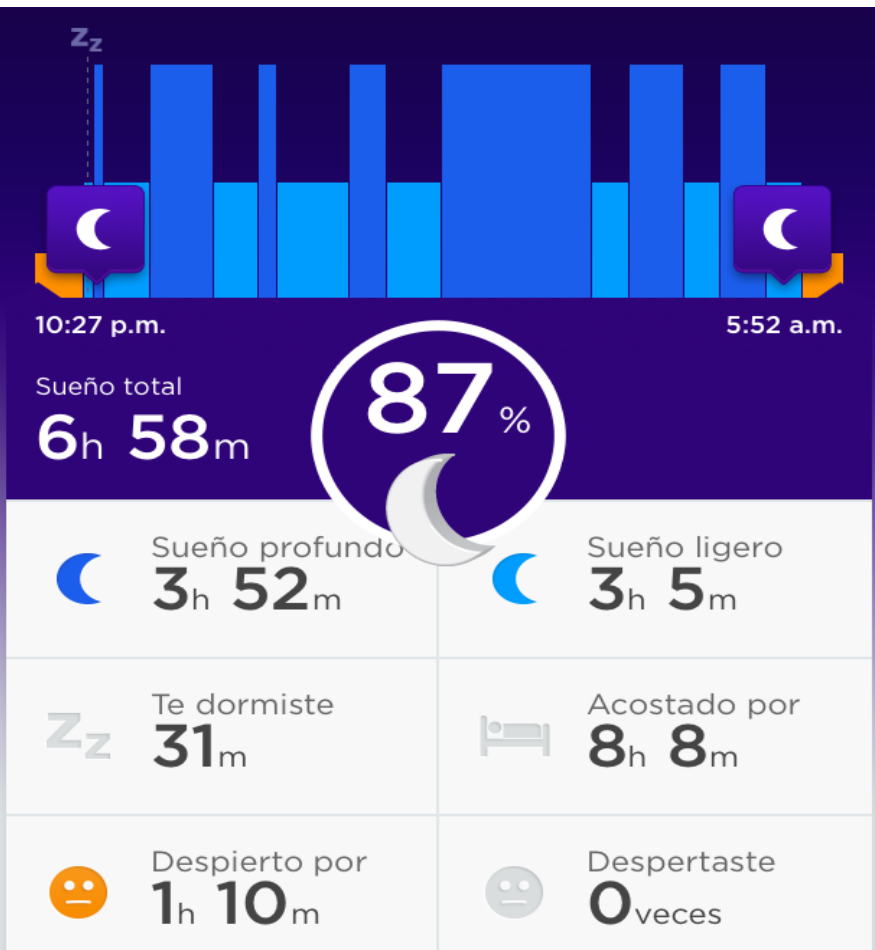 zz
10:27 p.m.
5:52 a.m.
Sueño total
6h 58m
87 %
Sueño profundo
3h 52m
Sueño ligero
3h 5m
zz
Te dormiste
31m
Acostado por
8h 8m
Despierto por
1h 10m
Despertaste
0veces